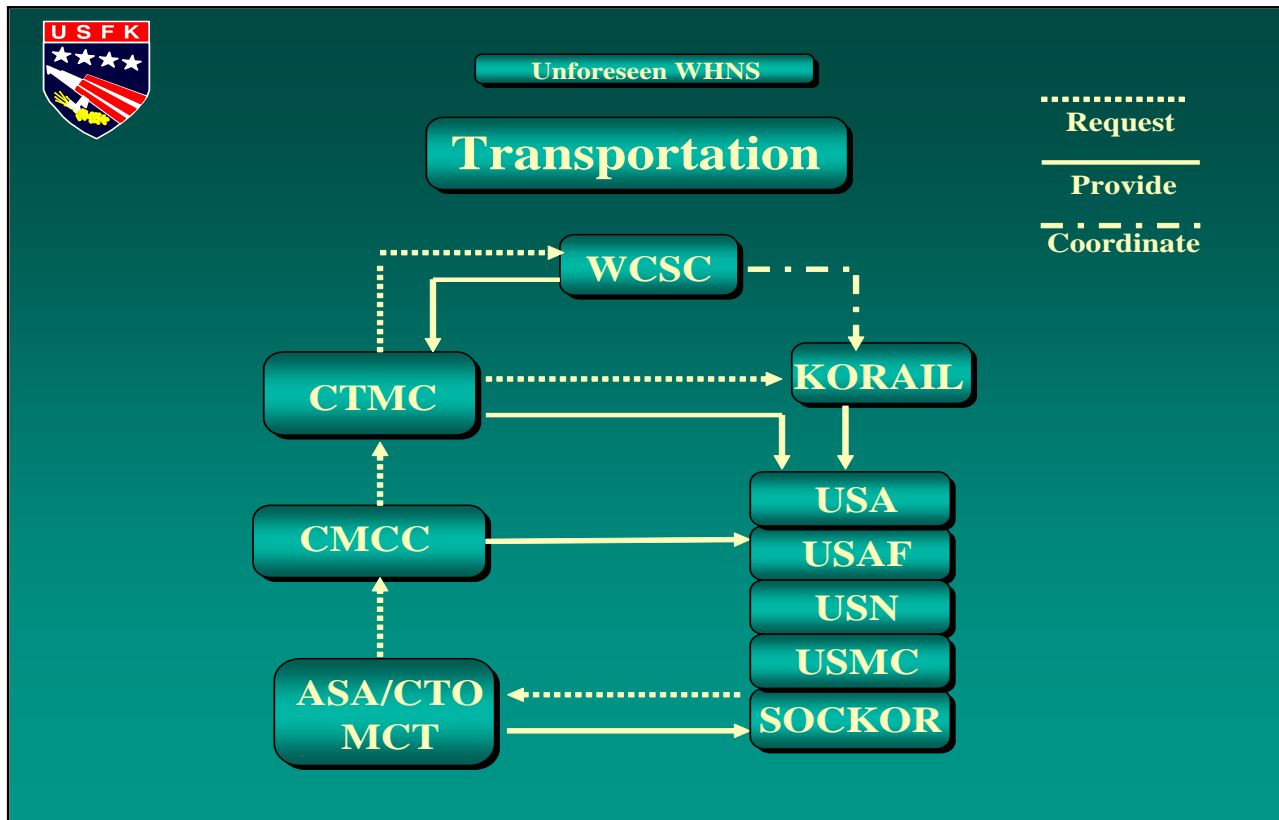 USFK
Unforeseen WHNS
Transportation
Request
Provide
Coordinate
WCSC
CTMC
KORAIL
CMCC
USA
USAF
USN
USMC
SOCKOR
ASA/CTO
MCT